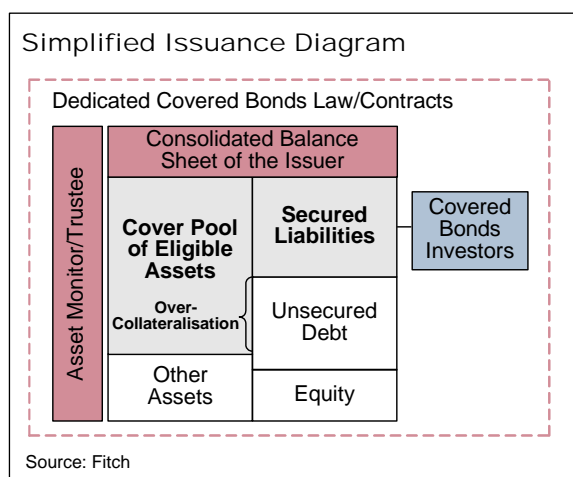 Simplified Issuance Diagram
Dedicated Covered Bonds Law/Contracts
Asset Monitor/Trustee
Consolidated Balance
Sheet of the Issuer
Cover Pool
of Eligible
Assets
Over-
Collateralisation
Other
Assets
Secured
Liabilities
Unsecured
Debt
Equity
Covered
Bonds
Investors
Source: Fitch